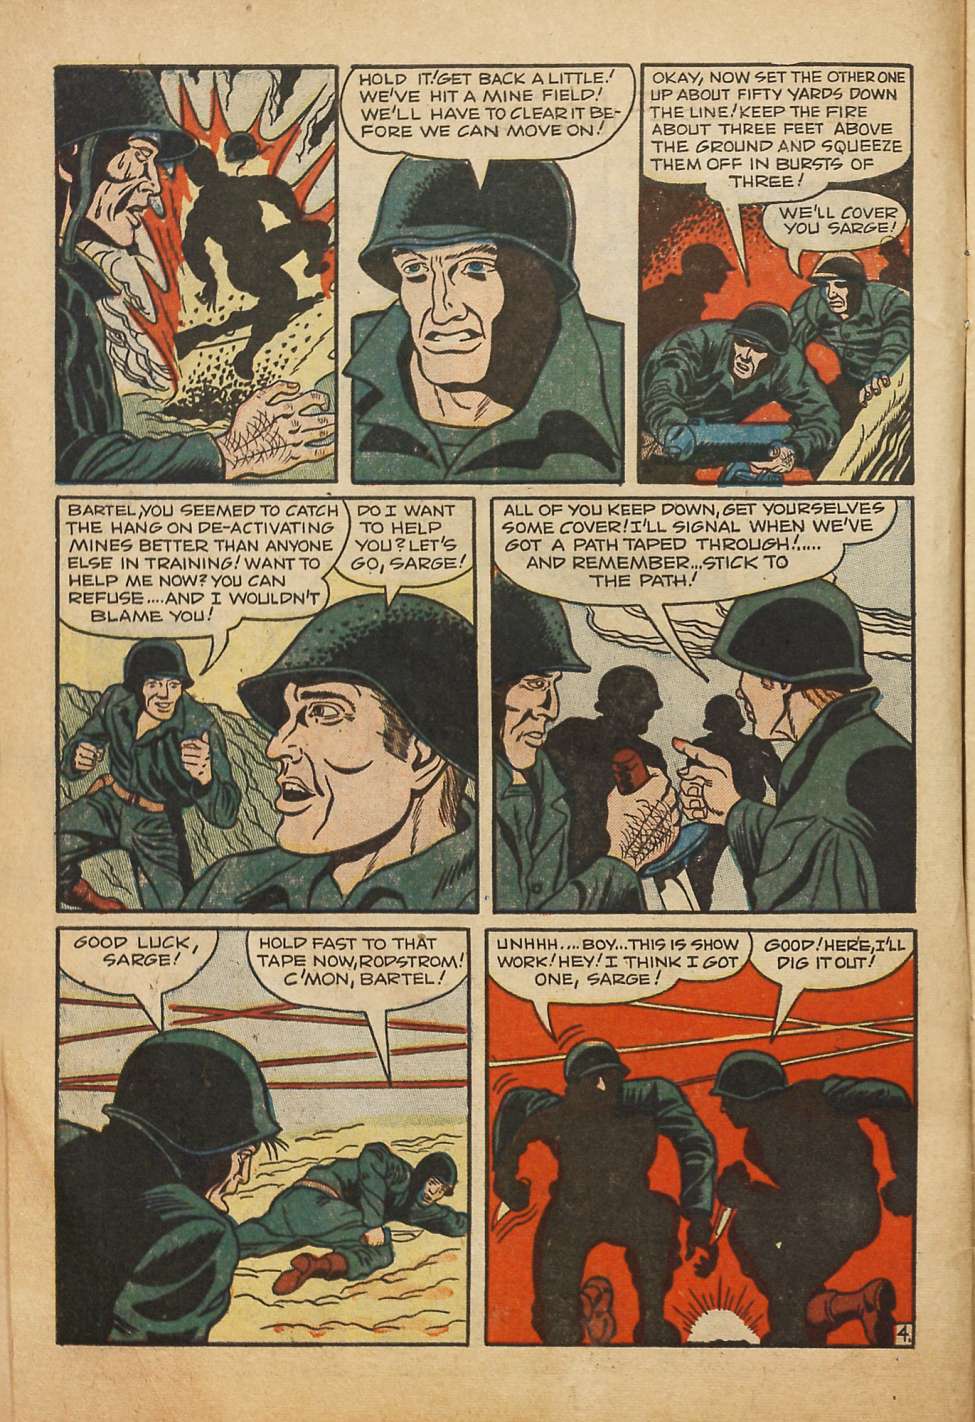 HOLD IT! GET BACK A LITTLE!
WE'VE HIT A MINE FIELD!
WE'LL HAVE TO CLEAR IT BE-
FORE WE CAN MOVE ON!
OKAY, NOW SET THE OTHER ONE
UP ABOUT FIFTY YARDS DOWN
THE LINE! KEEP THE FIRE
ABOUT THREE FEET ABOVE
THE GROUND AND SQUEEZE
THEM OFF IN BURSTS OF
THREE!
WE'LL COVER
YOU SARGE!
BARTEL, YOU SEEMED TO CATCH
THE HANG ON DE-ACTIVATING
MINES BETTER THAN ANYONE
ELSE IN TRAINING! WANT TO
HELP ME NOW? YOU CAN
REFUSE....AND I WOULDN'T
BLAME YOU!
DO I WANT
TO HELP
YOU? LET'S
GO, SARGE!
ALL OF YOU KEEP DOWN, GET YOURSELVES
SOME COVER! I'LL SIGNAL WHEN WE'VE
GOT A PATH TAPED THROUGH!.....
AND REMEMBER...STICK TO
THE PATH!
GOOD LUCK,
SARGE!
HOLD FAST TO THAT
TAPE NOW, RODSTROM!
C'MON, BARTEL!
UNHHH....BOY...THIS IS SHOW
WORK! HEY! I THINK I GOT
ONE, SARGE!
GOOD! HERE, I'LL
DIG IT OUT!
4.